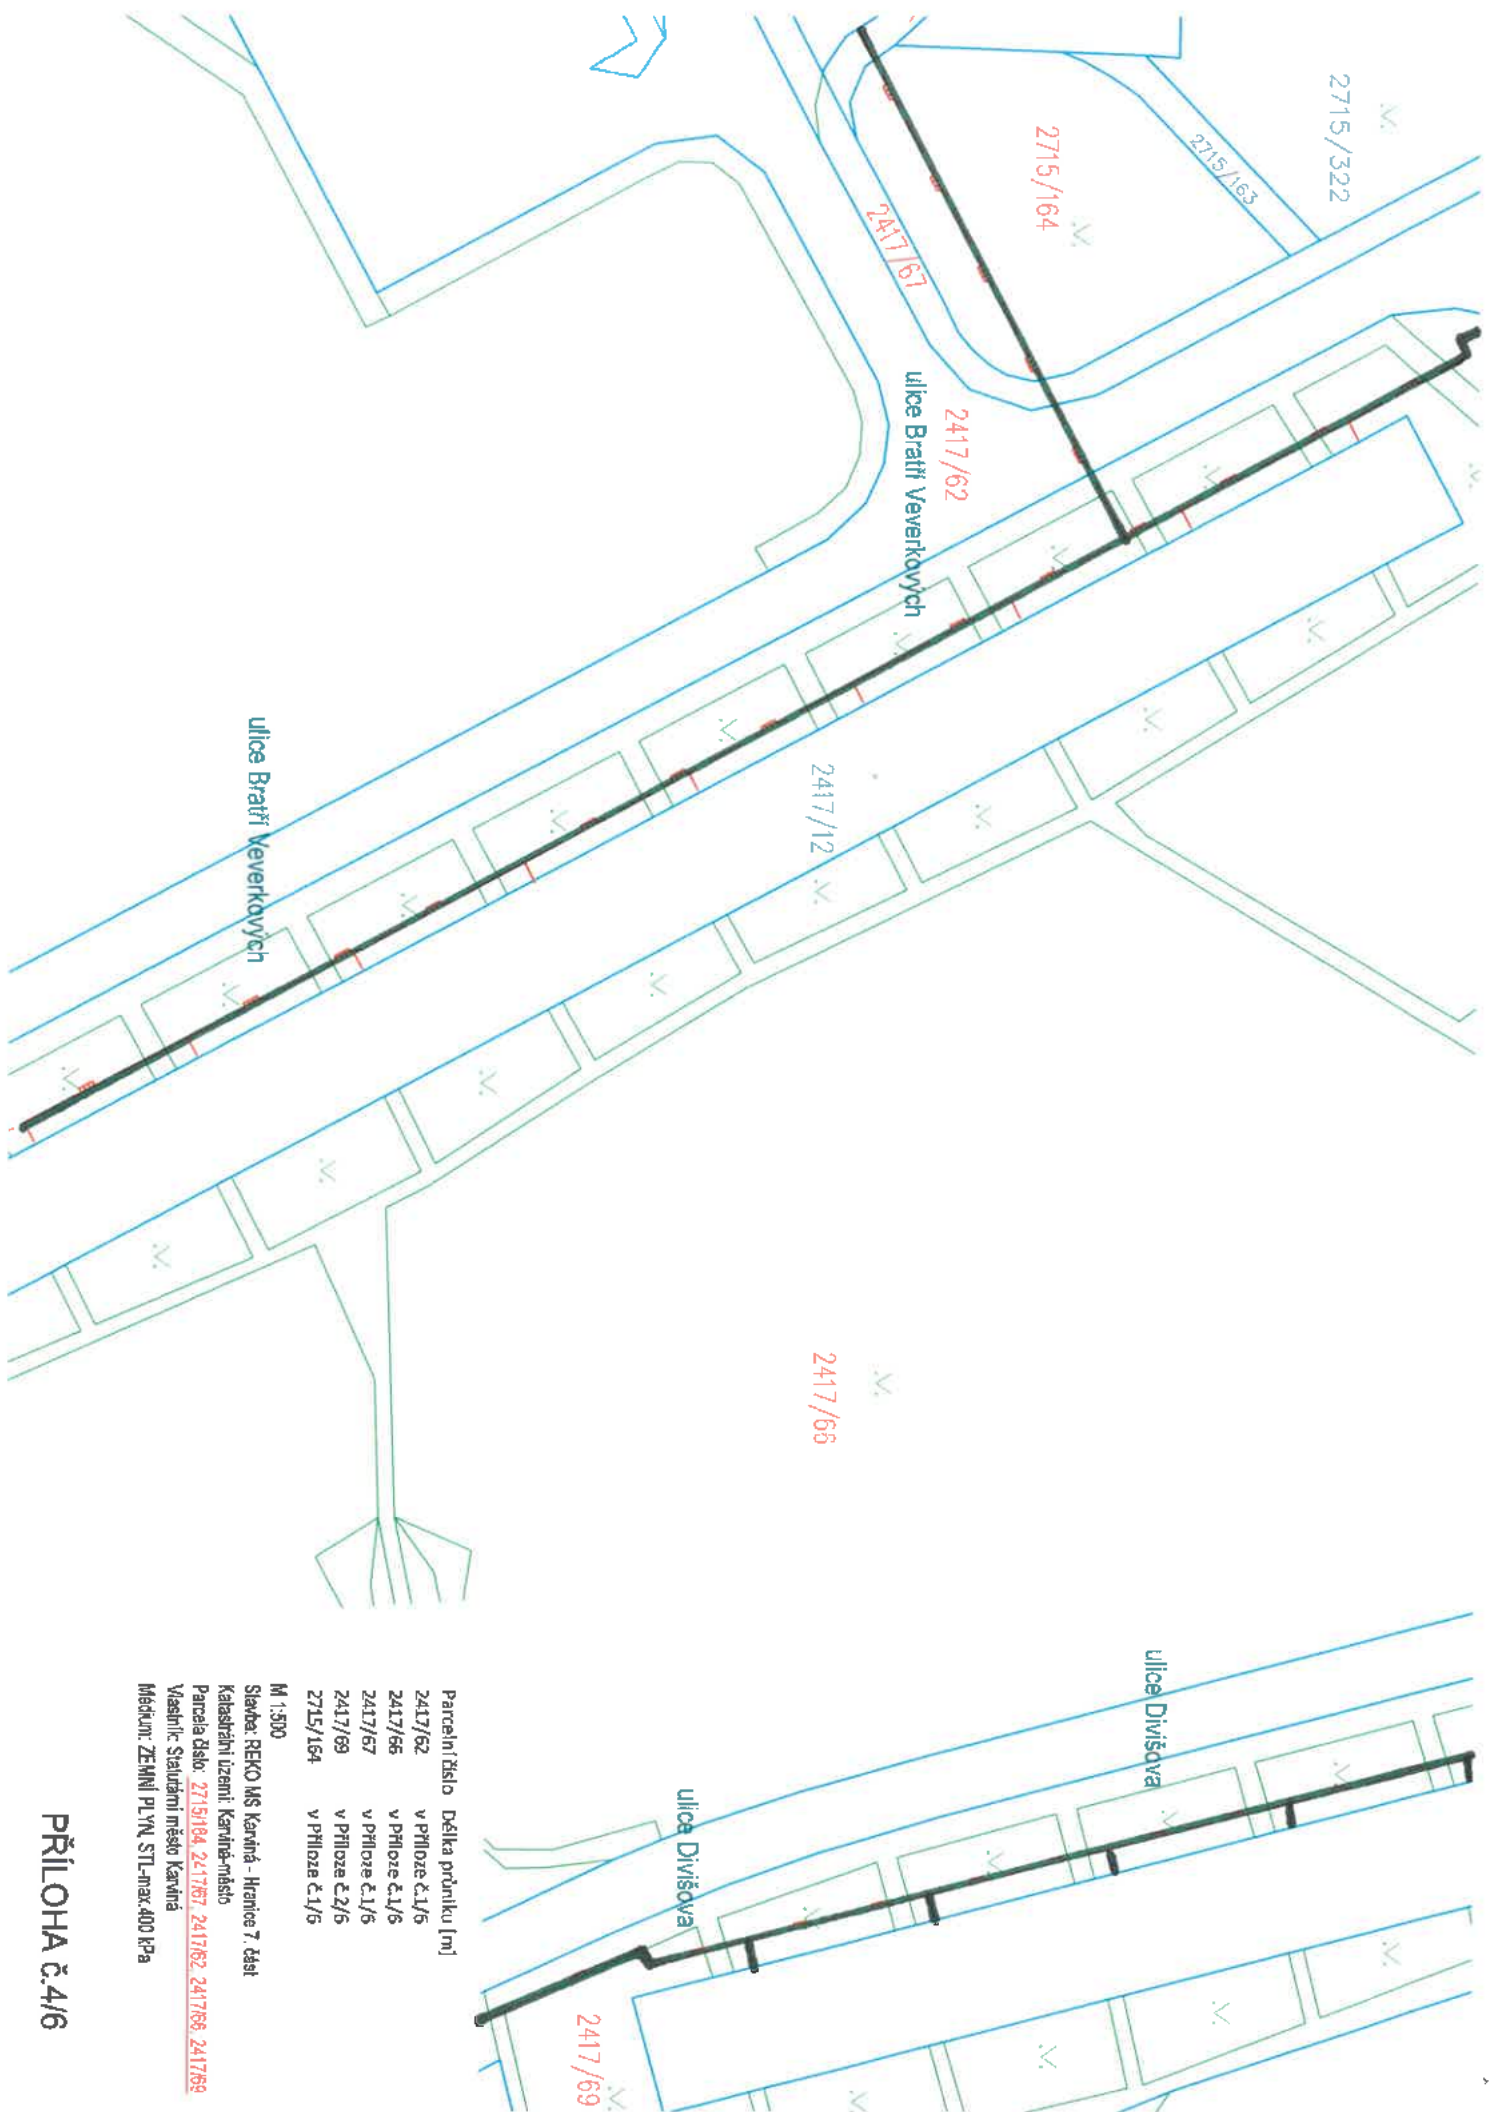 2715/322
2715/163
2715/164
2417/67
2417/62
ulice Bratří Veverkových
2417/12
ulice Bratří Veverkových
2417/66
ulice Divišova
ulice Divišova
2417/69
Parcelní číslo Délka průniku [m]
2417/62 v Příloze č.1/6
2417/66 v Příloze č.1/6
2417/67 v Příloze č.1/6
2417/69 v Příloze č.2/6
2715/164 v Příloze č.1/6
M 1:500
Stavba: REKO MS Karviná - Hranice 7. část
Katastrální území: Karviná-město
Parcela číslo: 2715/164, 2417/67, 2417/62, 2417/66, 2417/69
Vlastník: Statutární město Karviná
Médium: ZEMNÍ PLYN, STL-max.400 kPa
PŘÍLOHA č.4/6